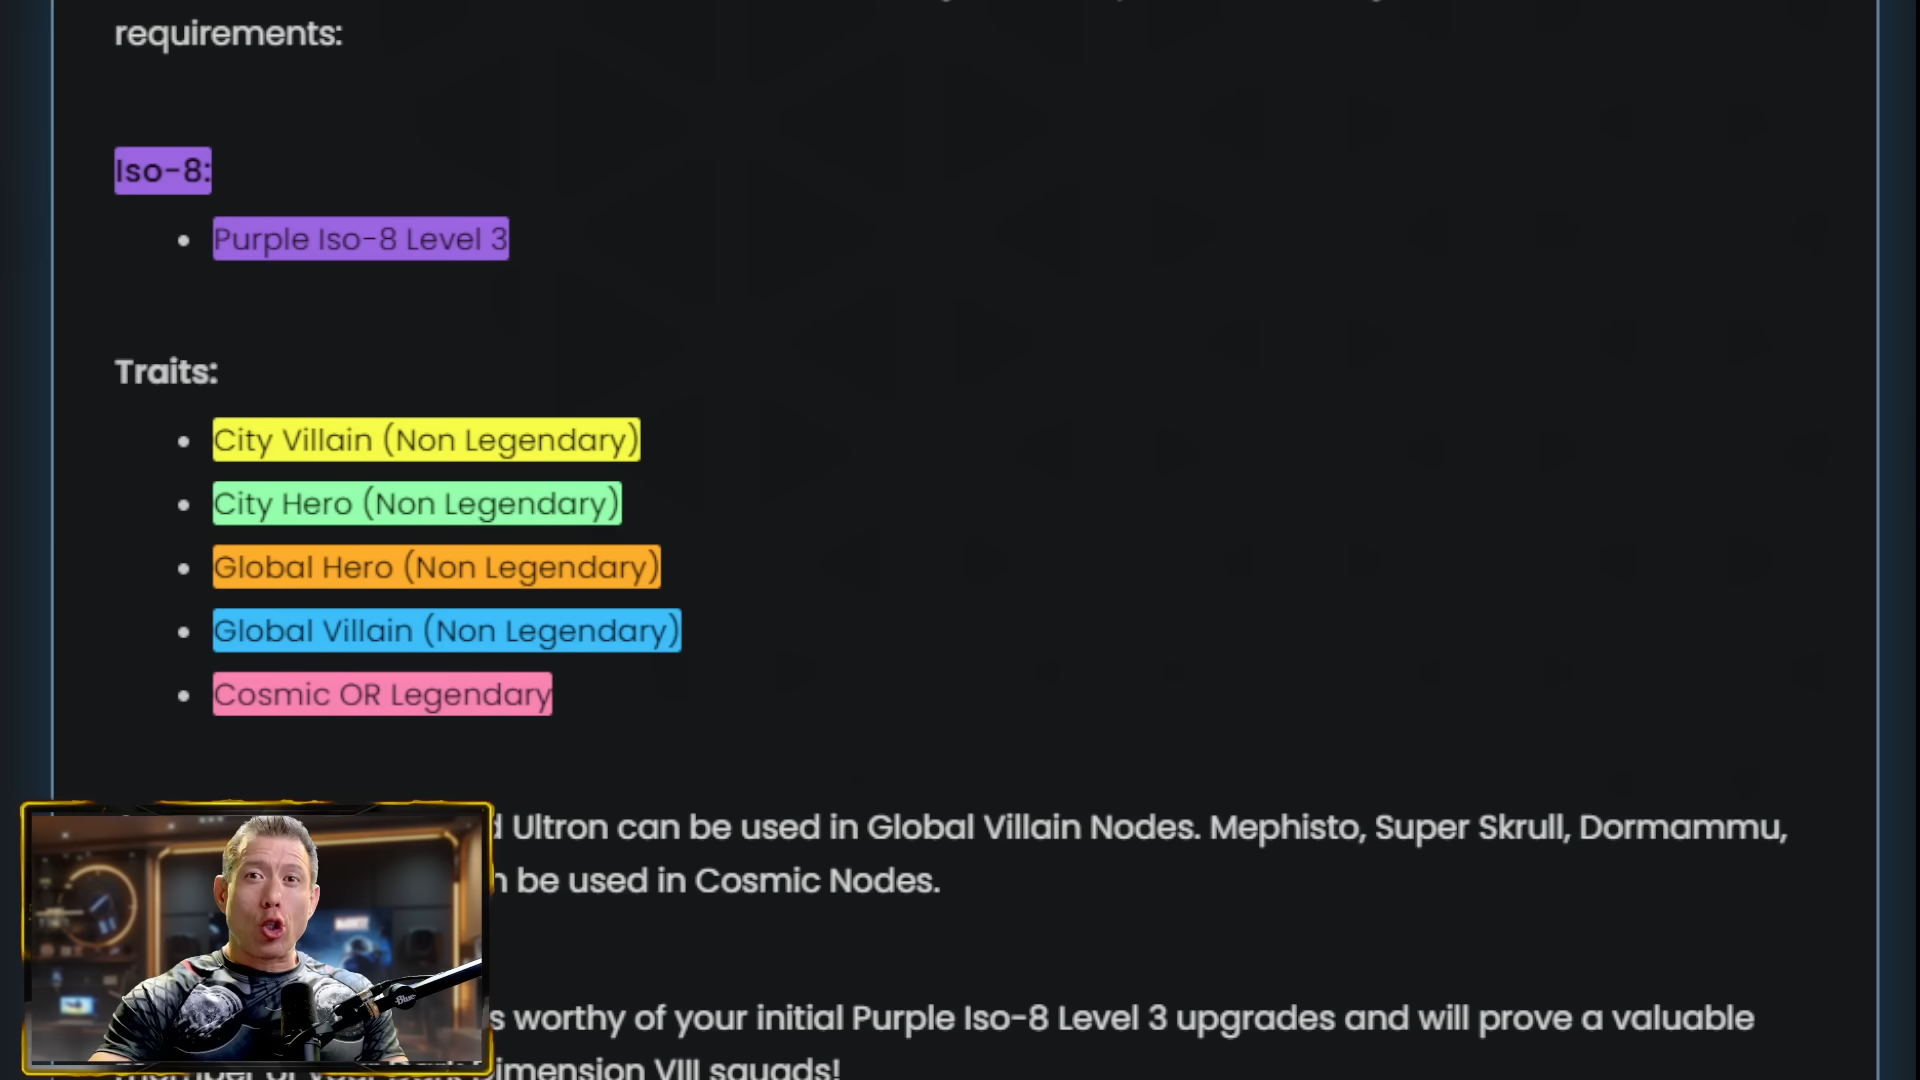 requirements:
Iso-8:
Purple Iso-8 Level 3
Traits:
City Villain (Non Legendary)
City Hero (Non Legendary)
Global Hero (Non Legendary)
Global Villain (Non Legendary)
Cosmic OR Legendary
Ultron can be used in Global Villain Nodes. Mephisto, Super Skrull, Dormammu,
be used in Cosmic Nodes.
worthy of your initial Purple Iso-8 Level 3 upgrades and will prove a valuable
VIII squads!
Blue